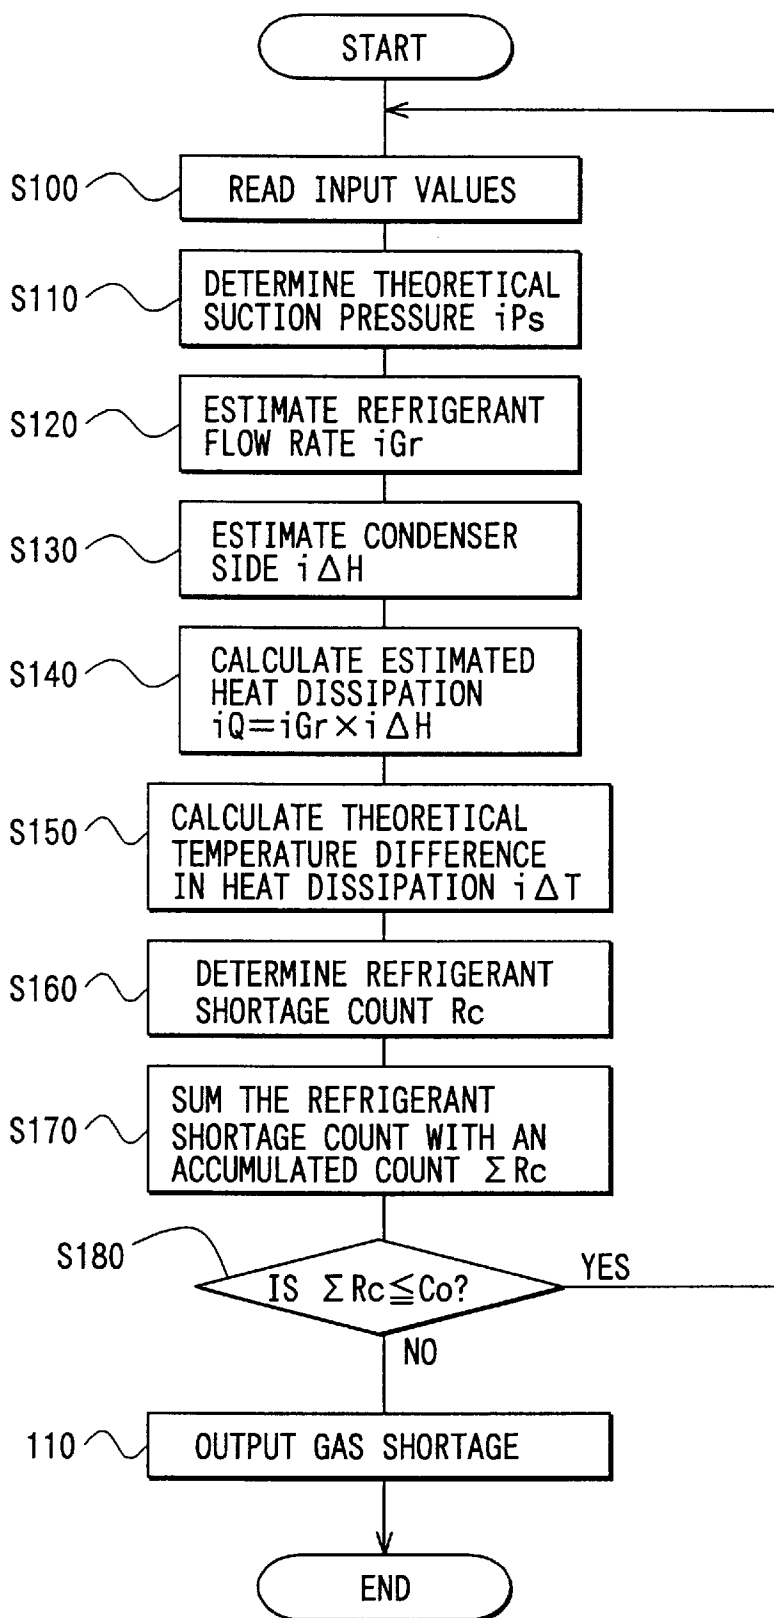 START
S100
READ INPUT VALUES
S110
DETERMINE THEORETICAL
SUCTION PRESSURE iPs
S120
ESTIMATE REFRIGERANT
FLOW RATE iGr
S130
ESTIMATE CONDENSER
SIDE i△H
S140
CALCULATE ESTIMATED
HEAT DISSIPATION
iQ=iGr×i△H
S150
CALCULATE THEORETICAL
TEMPERATURE DIFFERENCE
IN HEAT DISSIPATION i△T
S160
DETERMINE REFRIGERANT
SHORTAGE COUNT Rc
S170
SUM THE REFRIGERANT
SHORTAGE COUNT WITH AN
ACCUMULATED COUNT ΣRc
S180
IS ΣRc≦Co?
YES
NO
110
OUTPUT GAS SHORTAGE
END